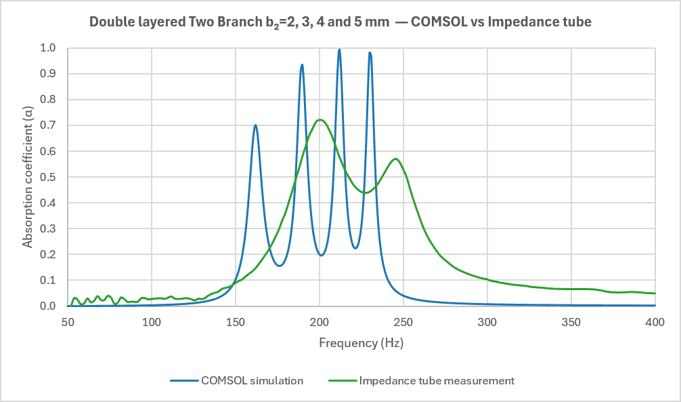 Double layered Two Branch b₂=2, 3, 4 and 5 mm — COMSOL vs Impedance tube
1.0
0.9
0.8
0.7
0.6
0.5
0.4
0.3
0.2
0.1
0.0
Absorption coefficient (α)
50 100 150 200 250 300 350 400
Frequency (Hz)
COMSOL simulation Impedance tube measurement